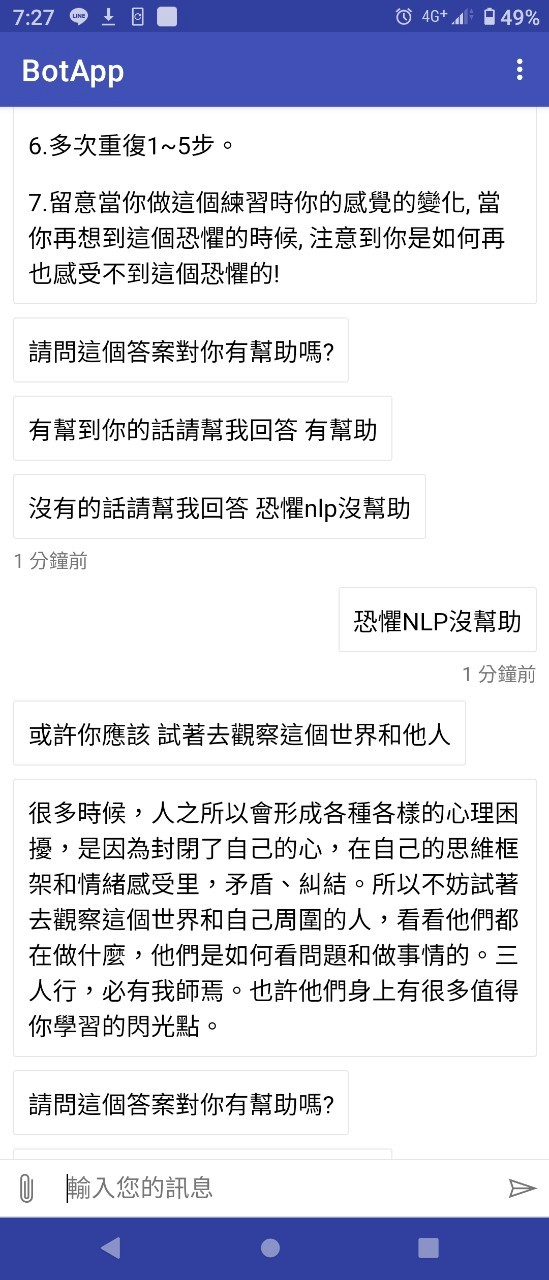 7:27 LINE 4G+ 49%
BotApp
6.多次重復1~5步。
7.留意當你做這個練習時你的感覺的變化, 當
你再想到這個恐懼的時候, 注意到你是如何再
也感受不到這個恐懼的!
請問這個答案對你有幫助嗎?
有幫到你的話請幫我回答 有幫助
沒有的話請幫我回答 恐懼nlp沒幫助
1 分鐘前
恐懼NLP沒幫助
1 分鐘前
或許你應該 試著去觀察這個世界和他人
很多時候，人之所以會形成各種各樣的心理困
擾，是因為封閉了自己的心，在自己的思維框
架和情緒感受里，矛盾、糾結。所以不妨試著
去觀察這個世界和自己周圍的人，看看他們都
在做什麼，他們是如何看問題和做事情的。三
人行，必有我師焉。也許他們身上有很多值得
你學習的閃光點。
請問這個答案對你有幫助嗎?
輸入您的訊息